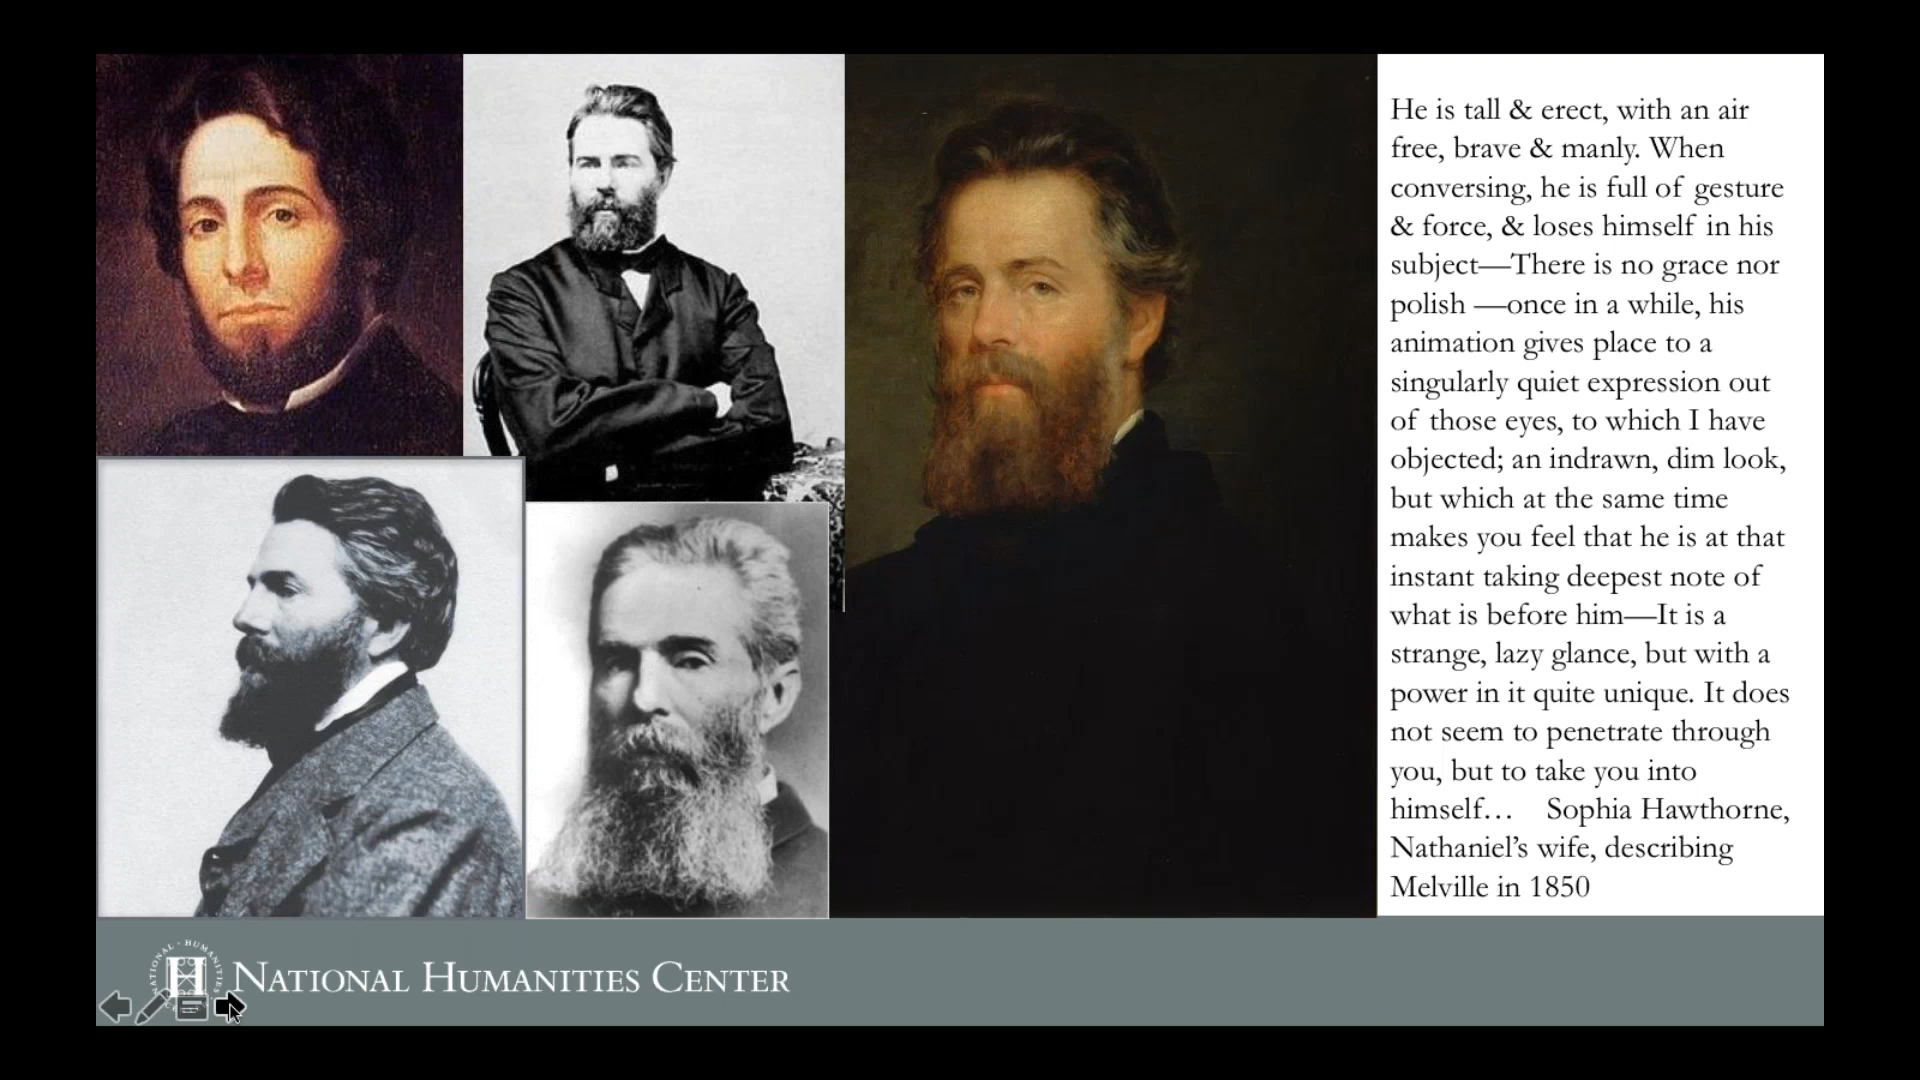 He is tall & erect, with an air
free, brave & manly. When
conversing, he is full of gesture
& force, & loses himself in his
subject—There is no grace nor
polish —once in a while, his
animation gives place to a
singularly quiet expression out
of those eyes, to which I have
objected; an indrawn, dim look,
but which at the same time
makes you feel that he is at that
instant taking deepest note of
what is before him—It is a
strange, lazy glance, but with a
power in it quite unique. It does
not seem to penetrate through
you, but to take you into
himself… Sophia Hawthorne,
Nathaniel’s wife, describing
Melville in 1850
NATIONAL · HUMANITIES
H
NATIONAL HUMANITIES CENTER